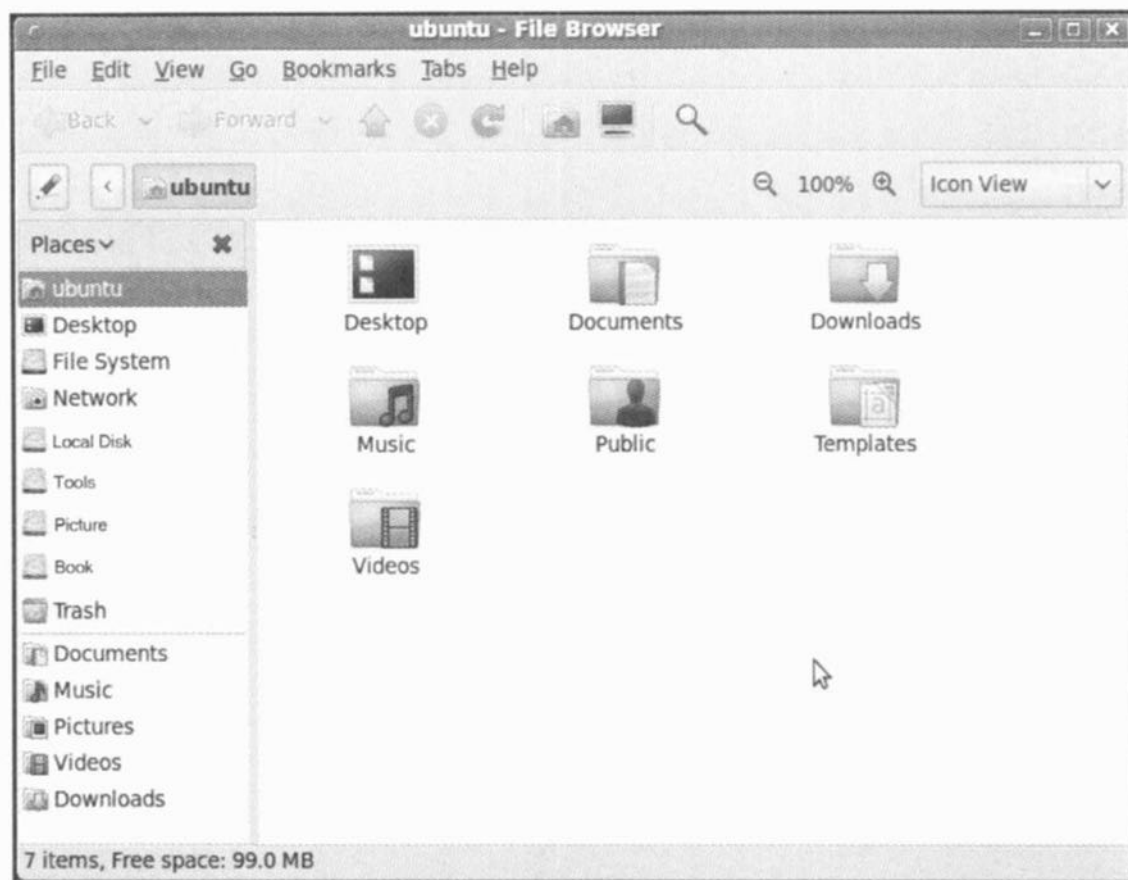 ubuntu - File Browser
File Edit View Go Bookmarks Tabs Help
Back Forward
ubuntu 100% Icon View
Places
ubuntu
Desktop
File System
Network
Local Disk
Tools
Picture
Book
Trash
Documents
Music
Pictures
Videos
Downloads
Desktop Documents Downloads
Music Public Templates
Videos
7 items, Free space: 99.0 MB